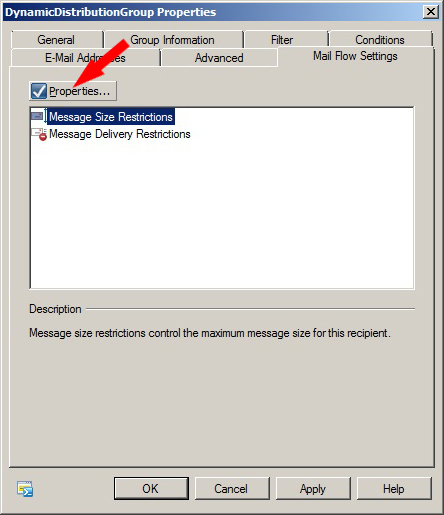 DynamicDistributionGroup Properties
General Group Information Filter Conditions
E-Mail Addresses Advanced Mail Flow Settings
Properties...
Message Size Restrictions
Message Delivery Restrictions
Description
Message size restrictions control the maximum message size for this recipient.
OK Cancel Apply Help